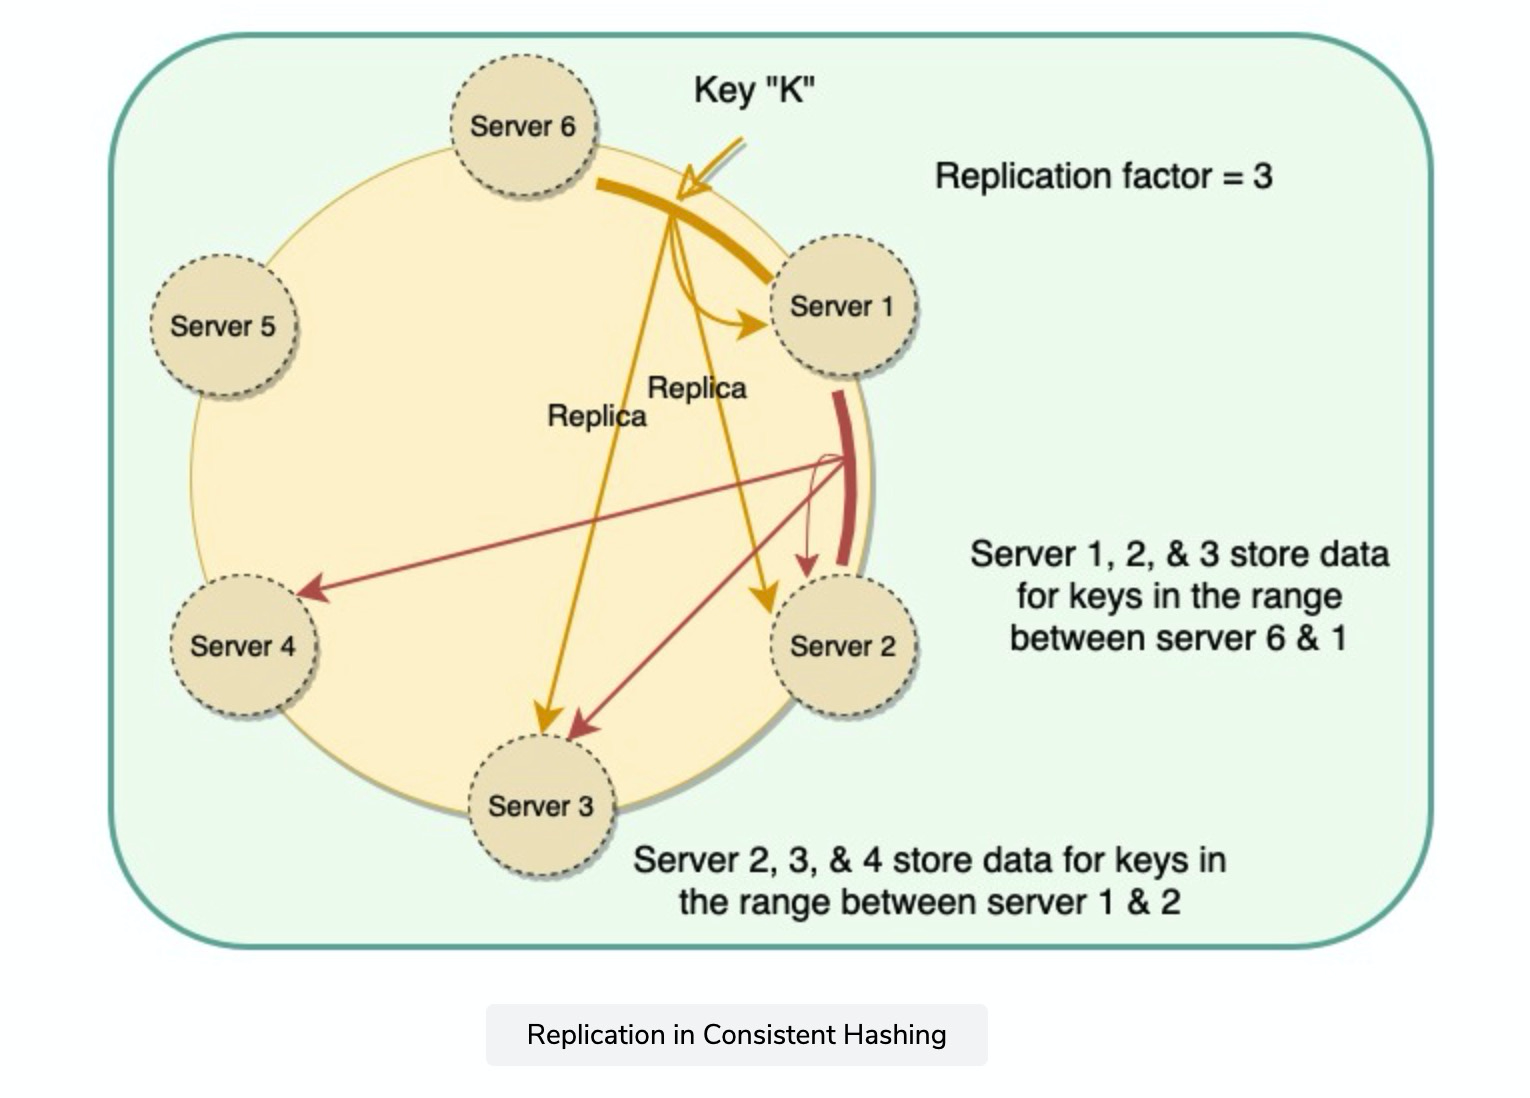 Key "K"
Server 6
Replication factor = 3
Server 1
Server 5
Replica
Replica
Server 1, 2, & 3 store data
for keys in the range
between server 6 & 1
Server 4
Server 2
Server 3
Server 2, 3, & 4 store data for keys in
the range between server 1 & 2
Replication in Consistent Hashing